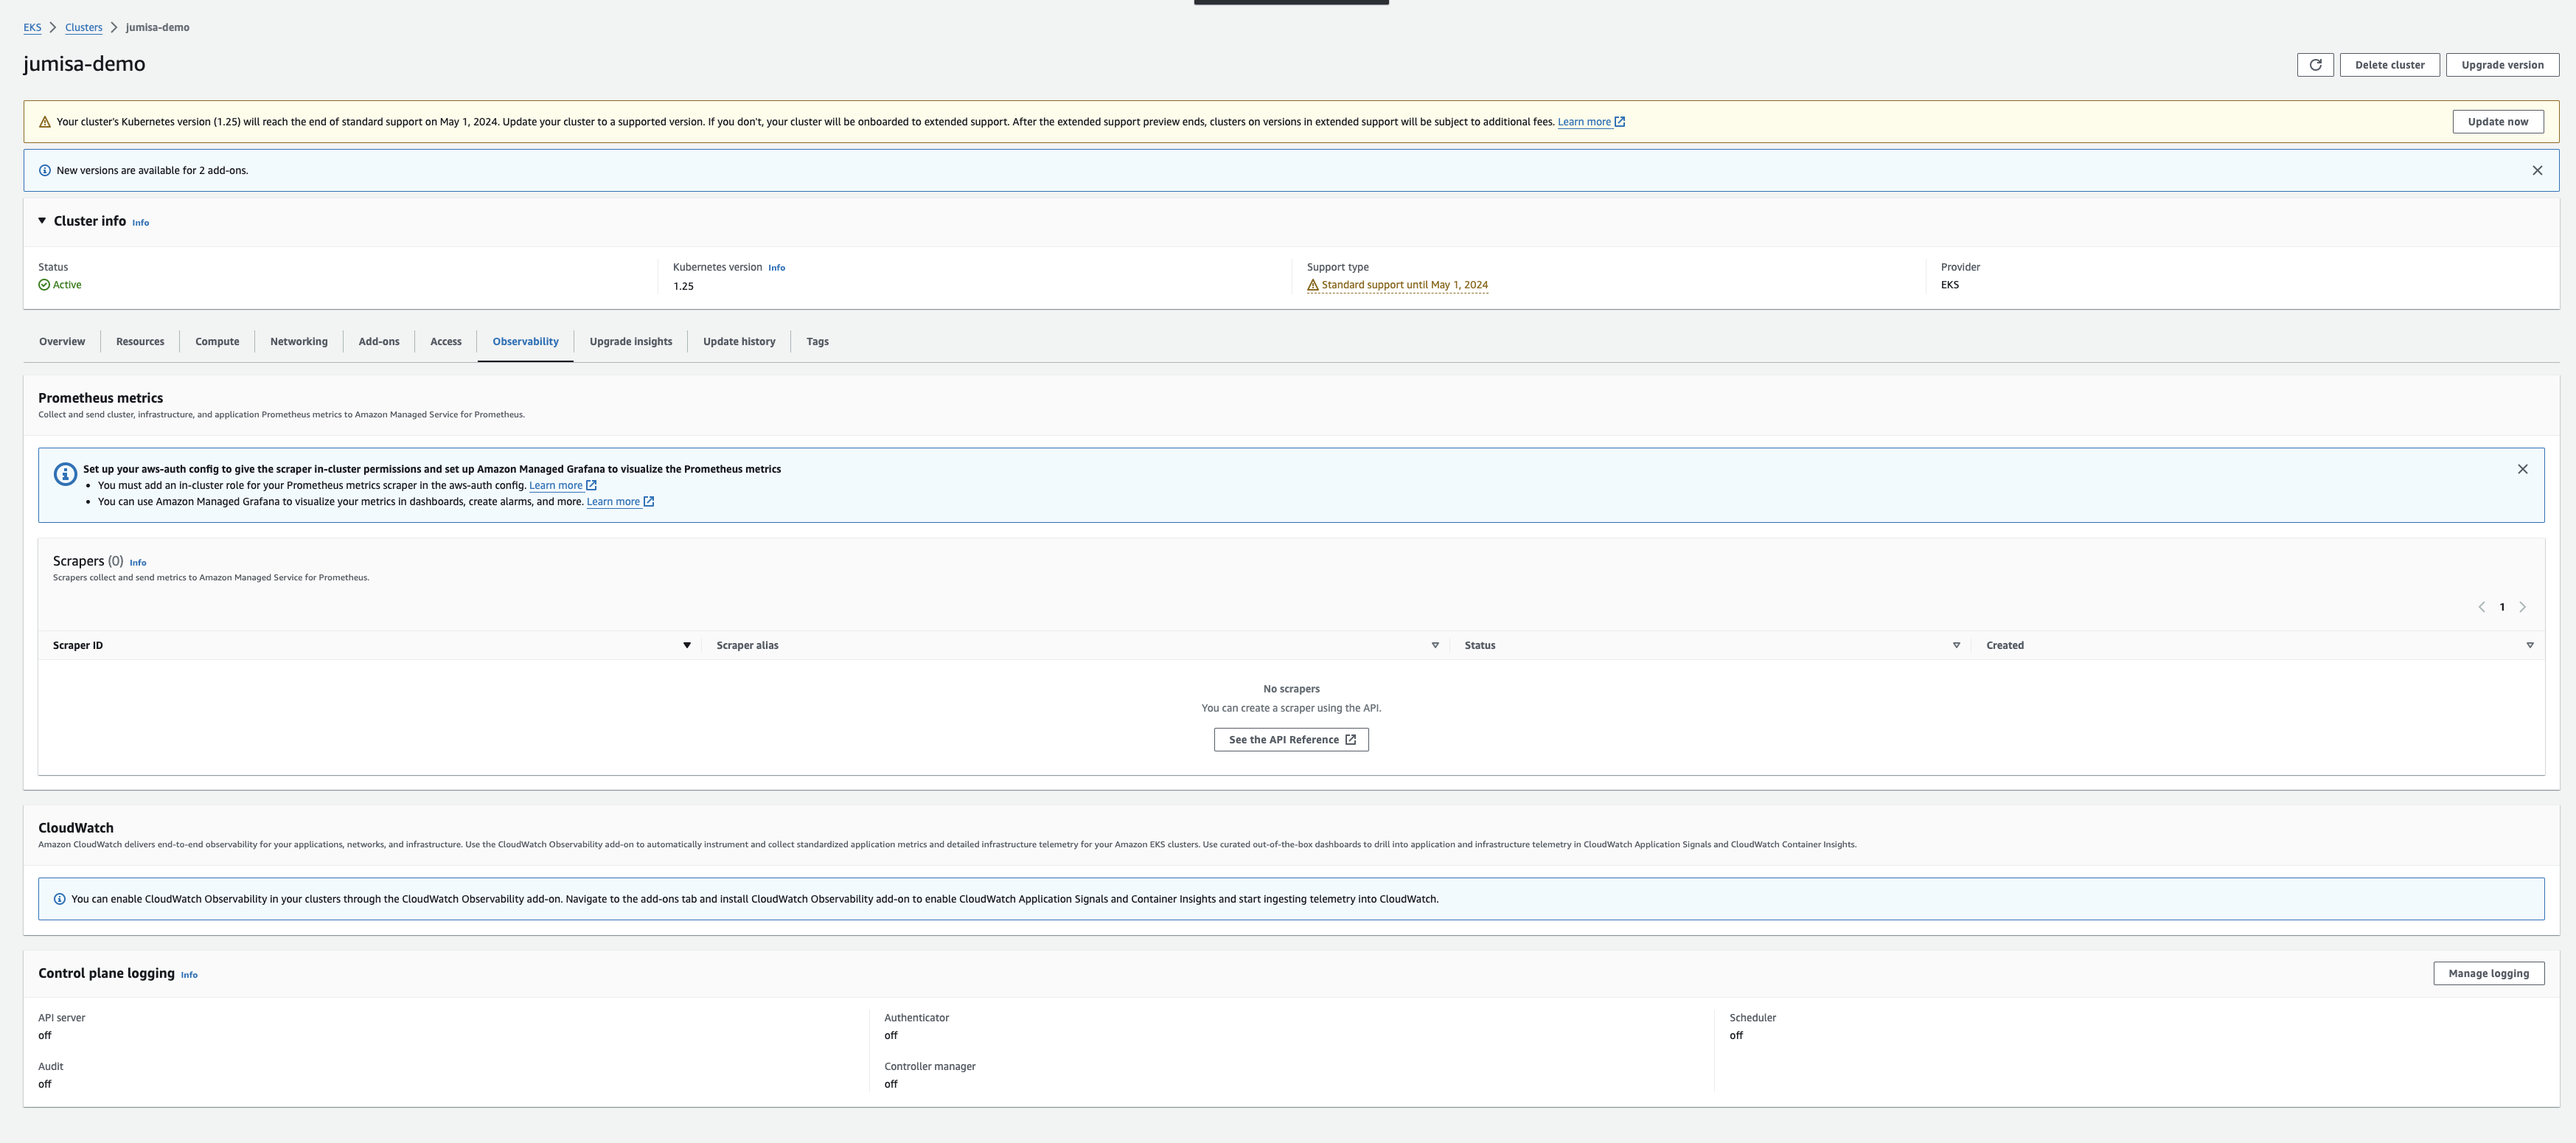 EKS > Clusters > jumisa-demo
jumisa-demo
Delete cluster
Upgrade version
Your cluster's Kubernetes version (1.25) will reach the end of standard support on May 1, 2024. Update your cluster to a supported version. If you don't, your cluster will be onboarded to extended support. After the extended support preview ends, clusters on versions in extended support will be subject to additional fees. Learn more
Update now
New versions are available for 2 add-ons.
Cluster info Info
Status
Active
Kubernetes version Info
1.25
Support type
Standard support until May 1, 2024
Provider
EKS
Overview
Resources
Compute
Networking
Add-ons
Access
Observability
Upgrade insights
Update history
Tags
Prometheus metrics
Collect and send cluster, infrastructure, and application Prometheus metrics to Amazon Managed Service for Prometheus.
Set up your aws-auth config to give the scraper in-cluster permissions and set up Amazon Managed Grafana to visualize the Prometheus metrics
• You must add an in-cluster role for your Prometheus metrics scraper in the aws-auth config. Learn more
• You can use Amazon Managed Grafana to visualize your metrics in dashboards, create alarms, and more. Learn more
Scrapers (0) Info
Scrapers collect and send metrics to Amazon Managed Service for Prometheus.
1
Scraper ID
Scraper alias
Status
Created
No scrapers
You can create a scraper using the API.
See the API Reference
CloudWatch
Amazon CloudWatch delivers end-to-end observability for your applications, networks, and infrastructure. Use the CloudWatch Observability add-on to automatically instrument and collect standardized application metrics and detailed infrastructure telemetry for your Amazon EKS clusters. Use curated out-of-the-box dashboards to drill into application and infrastructure telemetry in CloudWatch Application Signals and CloudWatch Container Insights.
You can enable CloudWatch Observability in your clusters through the CloudWatch Observability add-on. Navigate to the add-ons tab and install CloudWatch Observability add-on to enable CloudWatch Application Signals and Container Insights and start ingesting telemetry into CloudWatch.
Control plane logging Info
Manage logging
API server
off
Audit
off
Authenticator
off
Controller manager
off
Scheduler
off